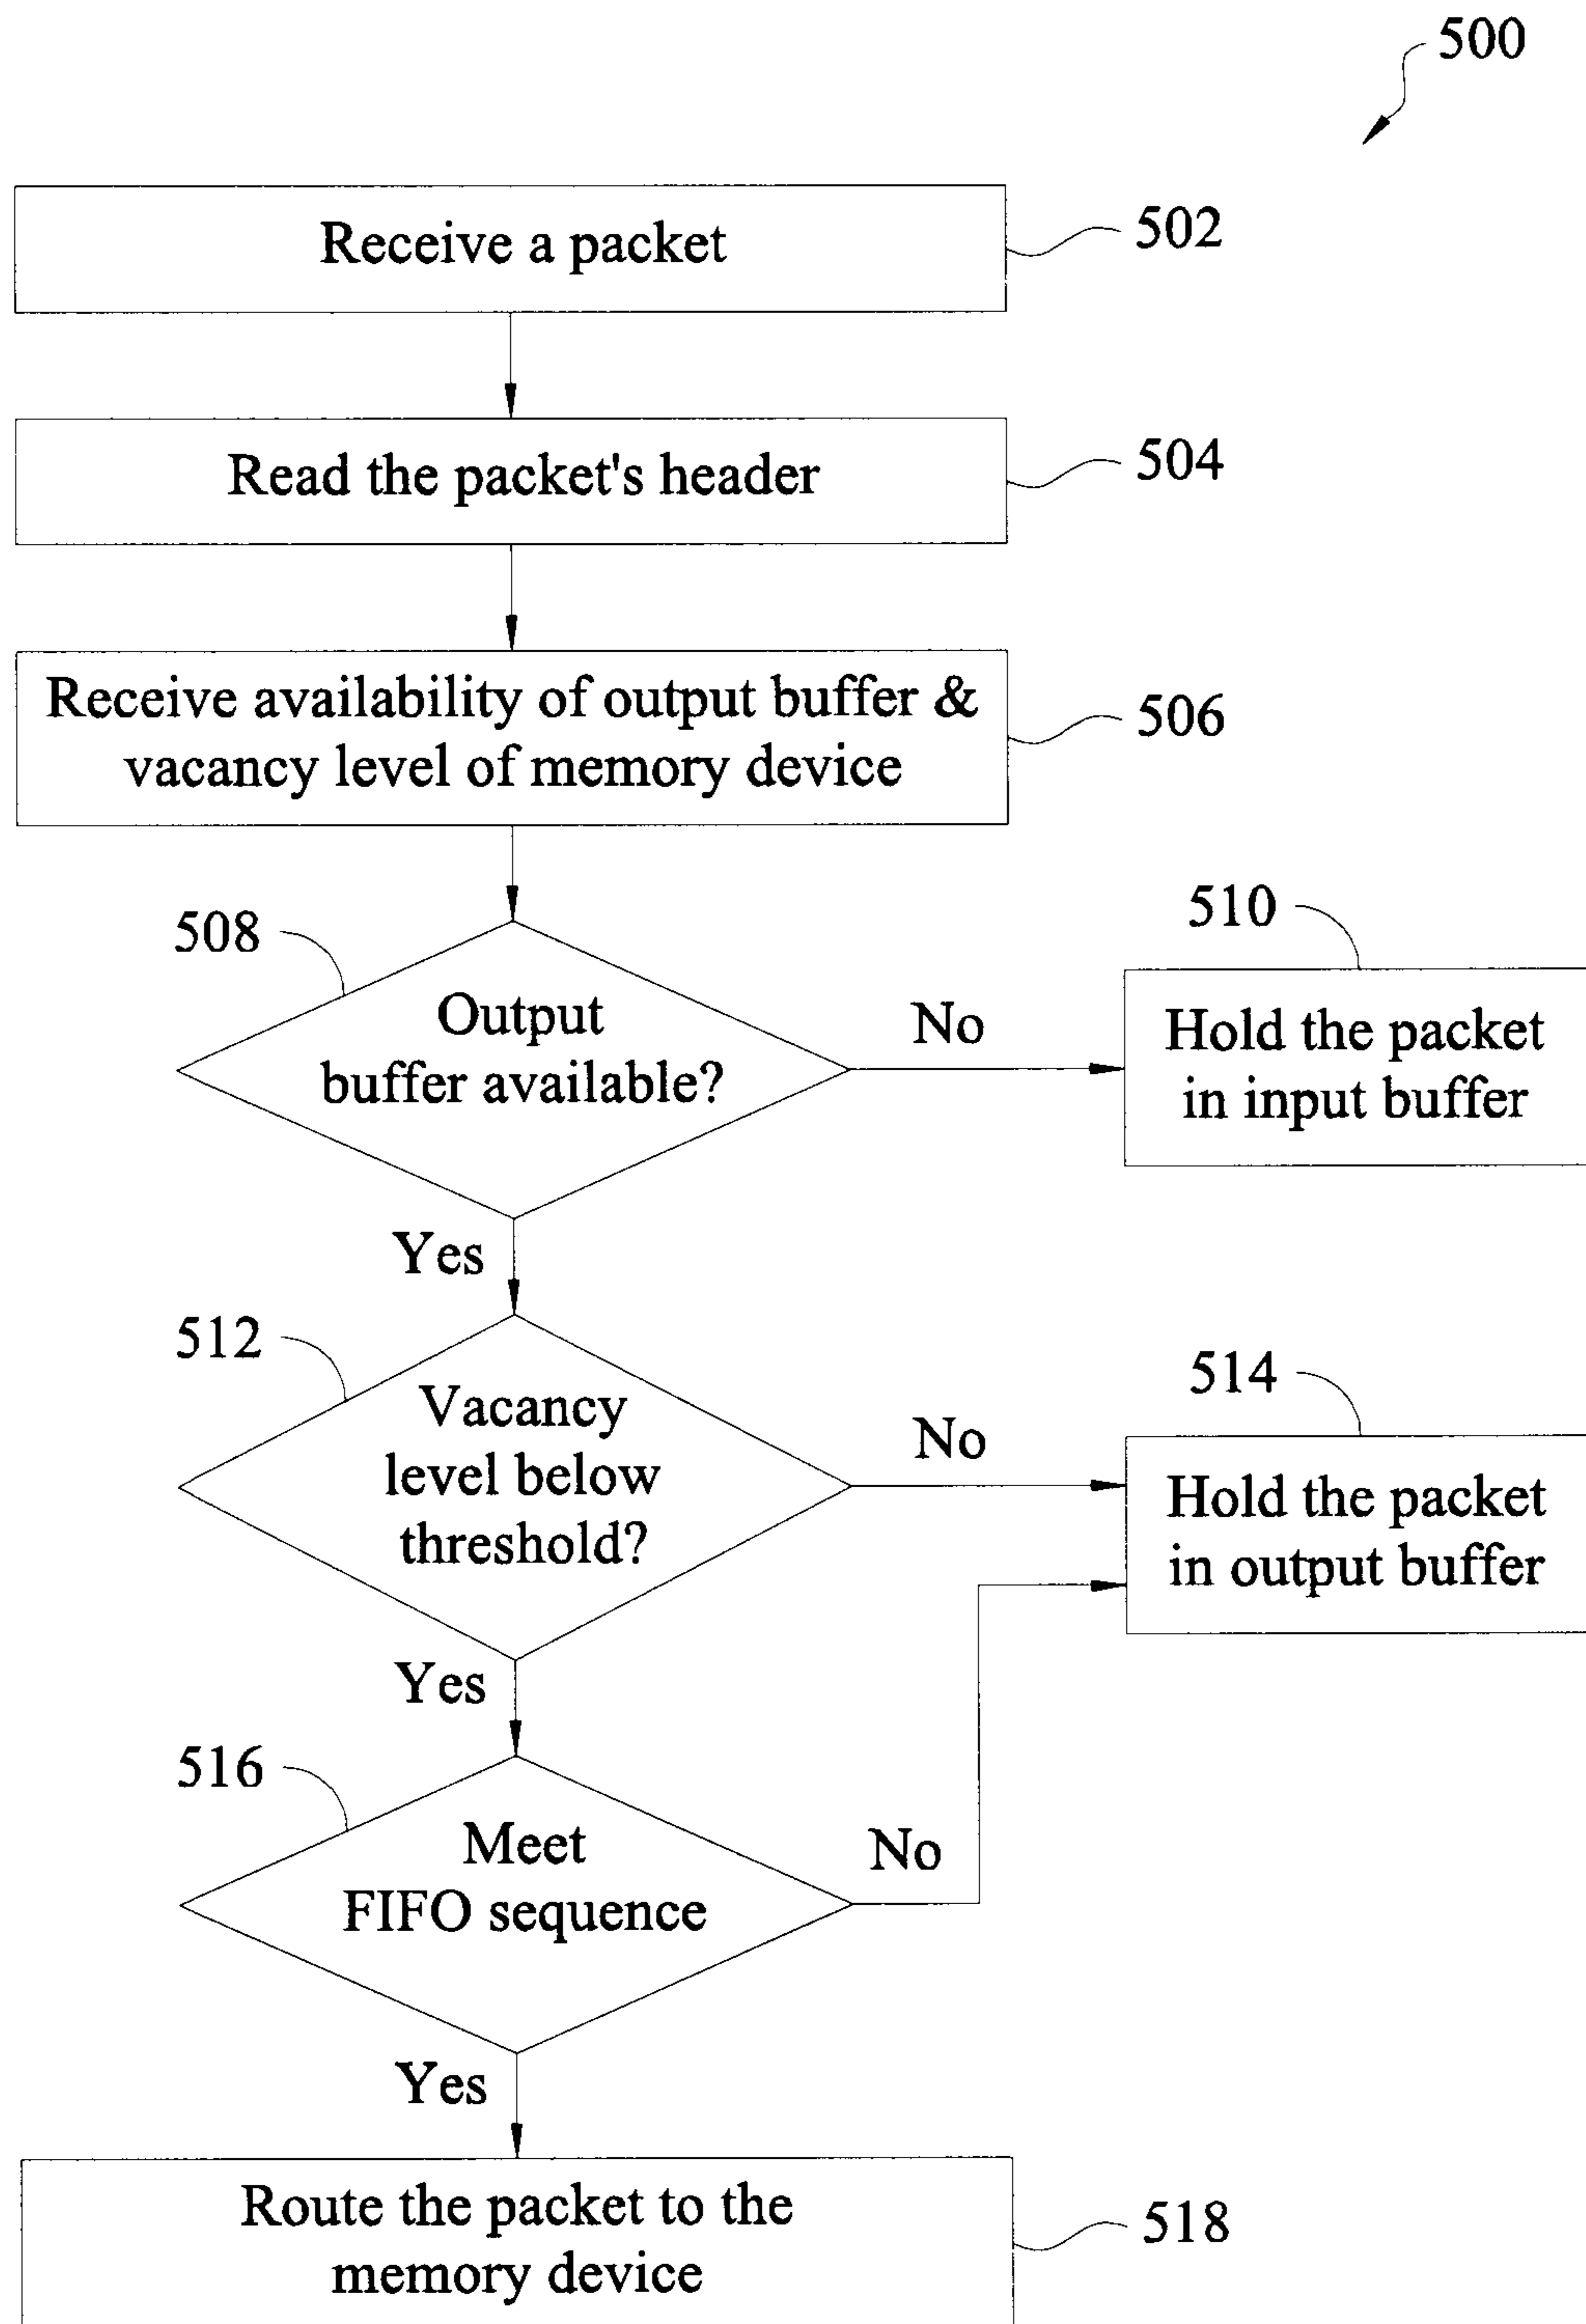 500
Receive a packet
502
Read the packet's header
504
Receive availability of output buffer &
vacancy level of memory device
506
508
Output
buffer available?
No
510
Hold the packet
in input buffer
Yes
512
Vacancy
level below
threshold?
No
514
Hold the packet
in output buffer
Yes
516
Meet
FIFO sequence
No
Yes
Route the packet to the
memory device
518